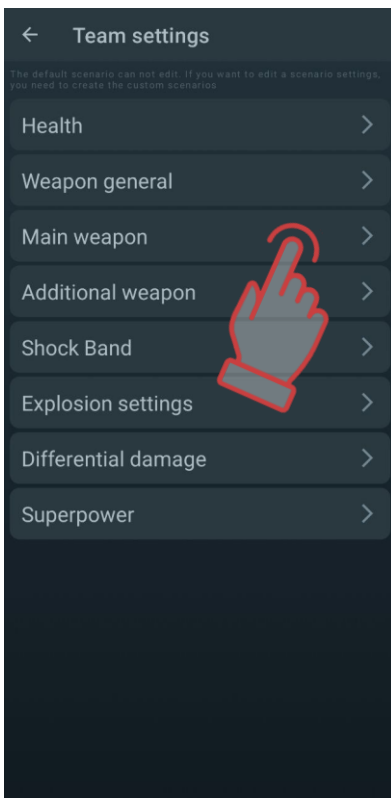 Team settings
The default scenario can not edit. If you want to edit a scenario settings,
you need to create the custom scenarios
Health
Weapon general
Main weapon
Additional weapon
Shock Band
Explosion settings
Differential damage
Superpower